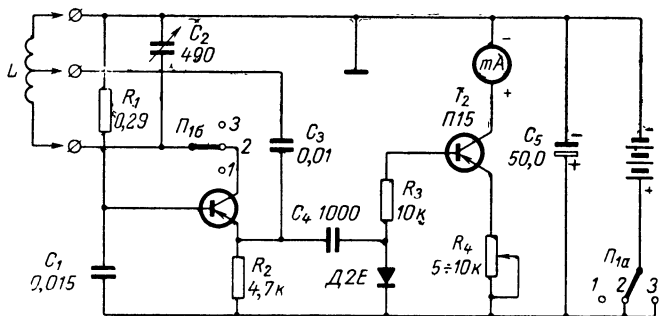 L
R1
0,29
C2
490
П1б
3
2
1
C3
0,01
C4 1000
C1
0,015
R2
4,7к
Д2Е
R3
10к
T2
П15
-
mA
+
R4
5÷10к
C5
50,0
-
+
-
+
П1а
1
2
3